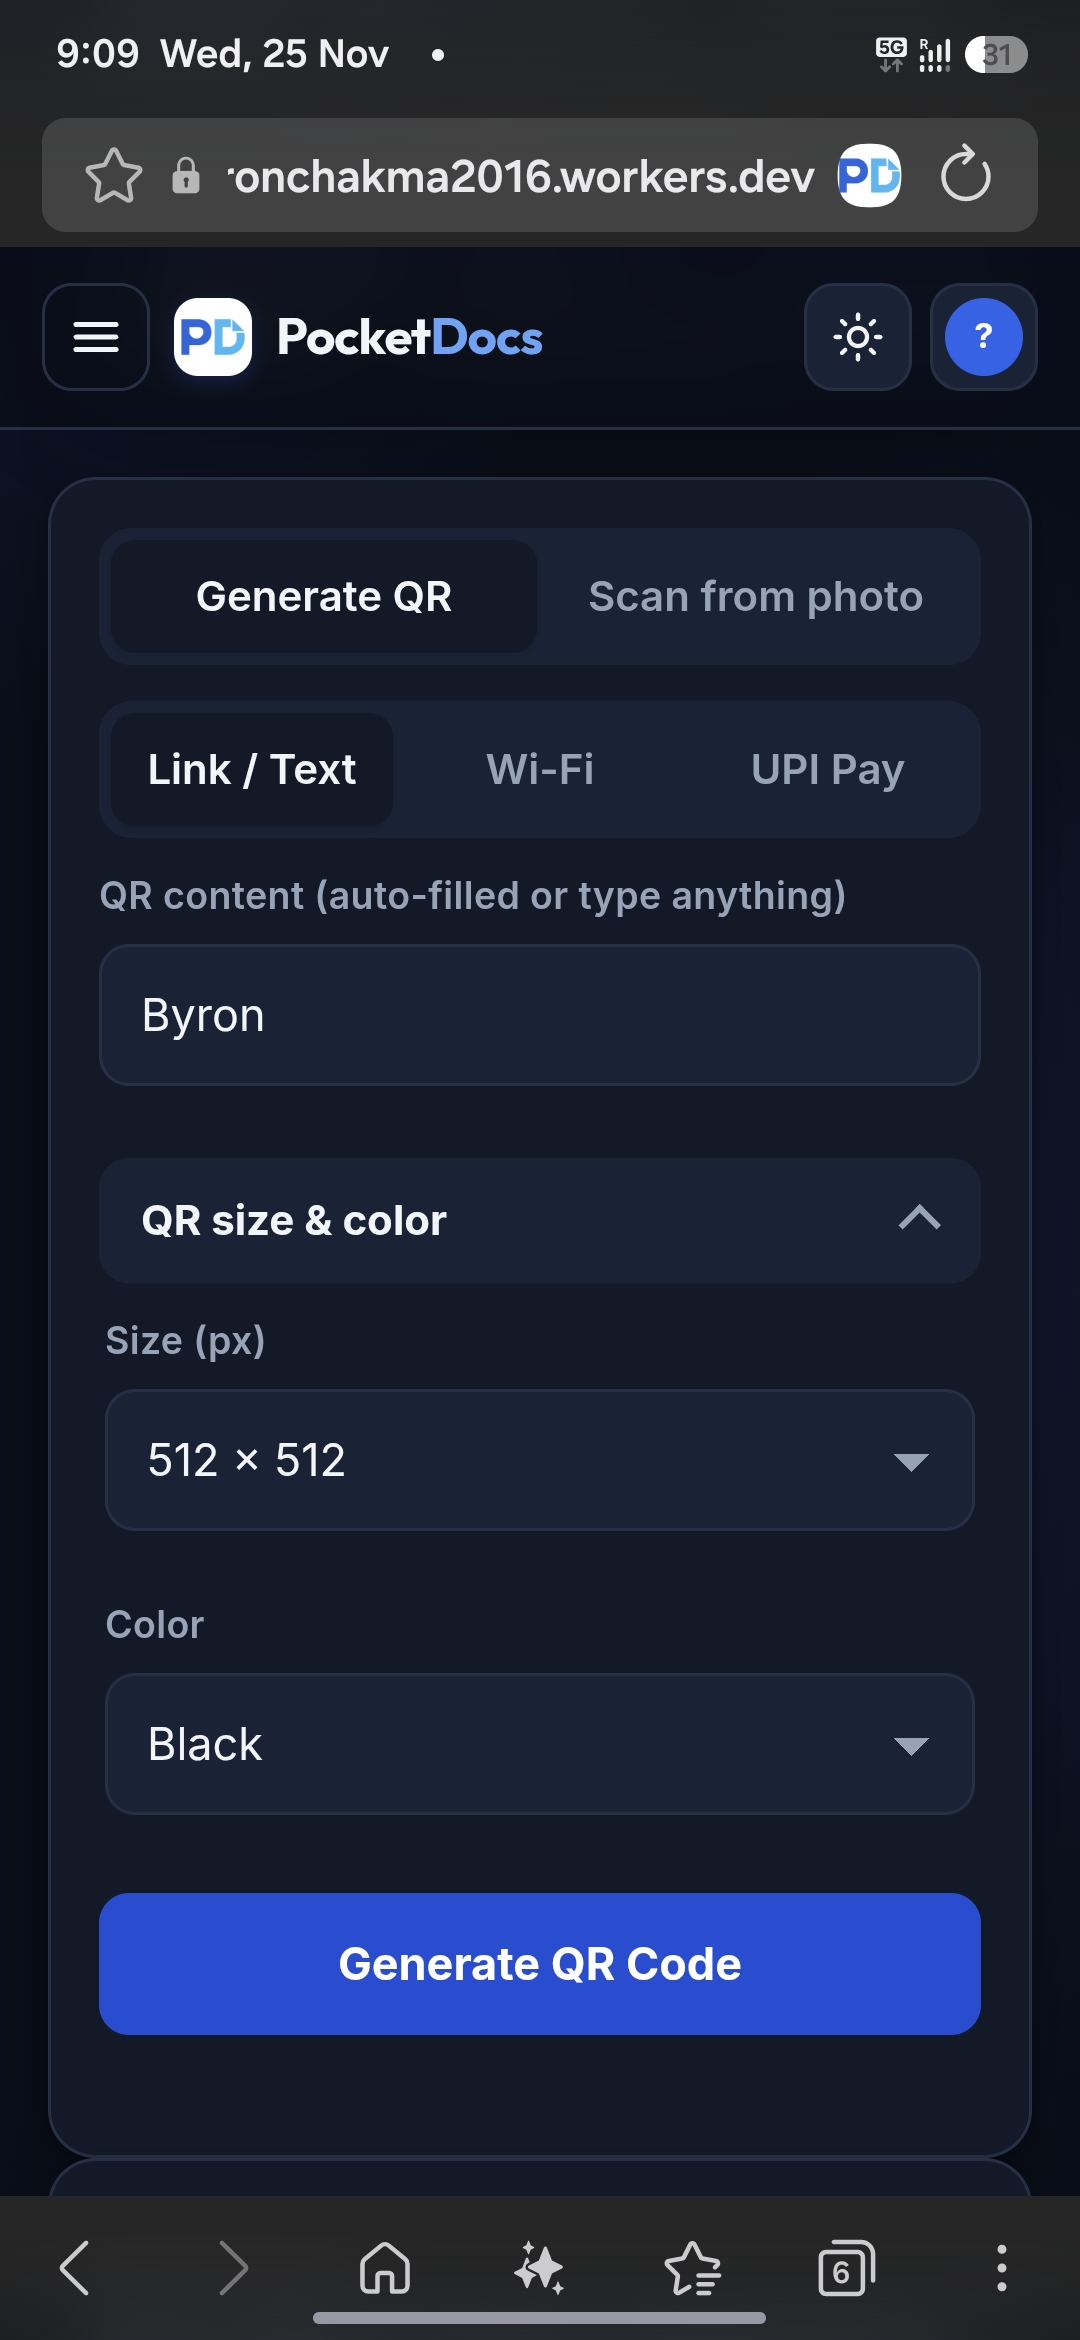 9:09 Wed, 25 Nov 5G R 31
ronchakma2016.workers.dev PD
PD PocketDocs ?
Generate QR Scan from photo
Link / Text Wi-Fi UPI Pay
QR content (auto-filled or type anything)
Byron
QR size & color
Size (px)
512 × 512
Color
Black
Generate QR Code
6